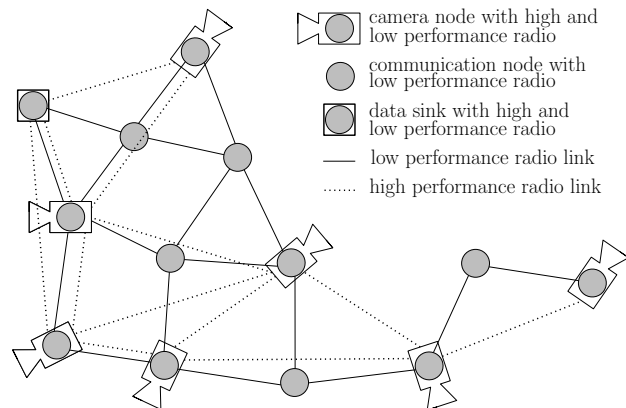 camera node with high and
low performance radio
communication node with
low performance radio
data sink with high and
low performance radio
low performance radio link
high performance radio link